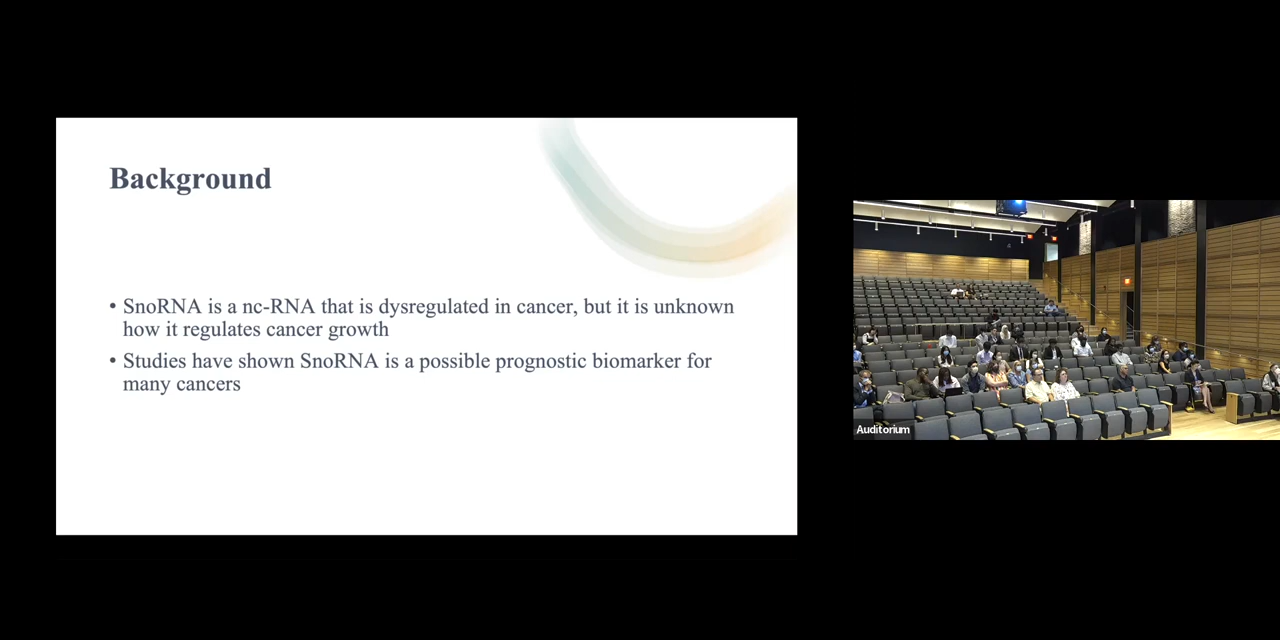 Background
• SnoRNA is a nc-RNA that is dysregulated in cancer, but it is unknown
how it regulates cancer growth
• Studies have shown SnoRNA is a possible prognostic biomarker for
many cancers
Auditorium